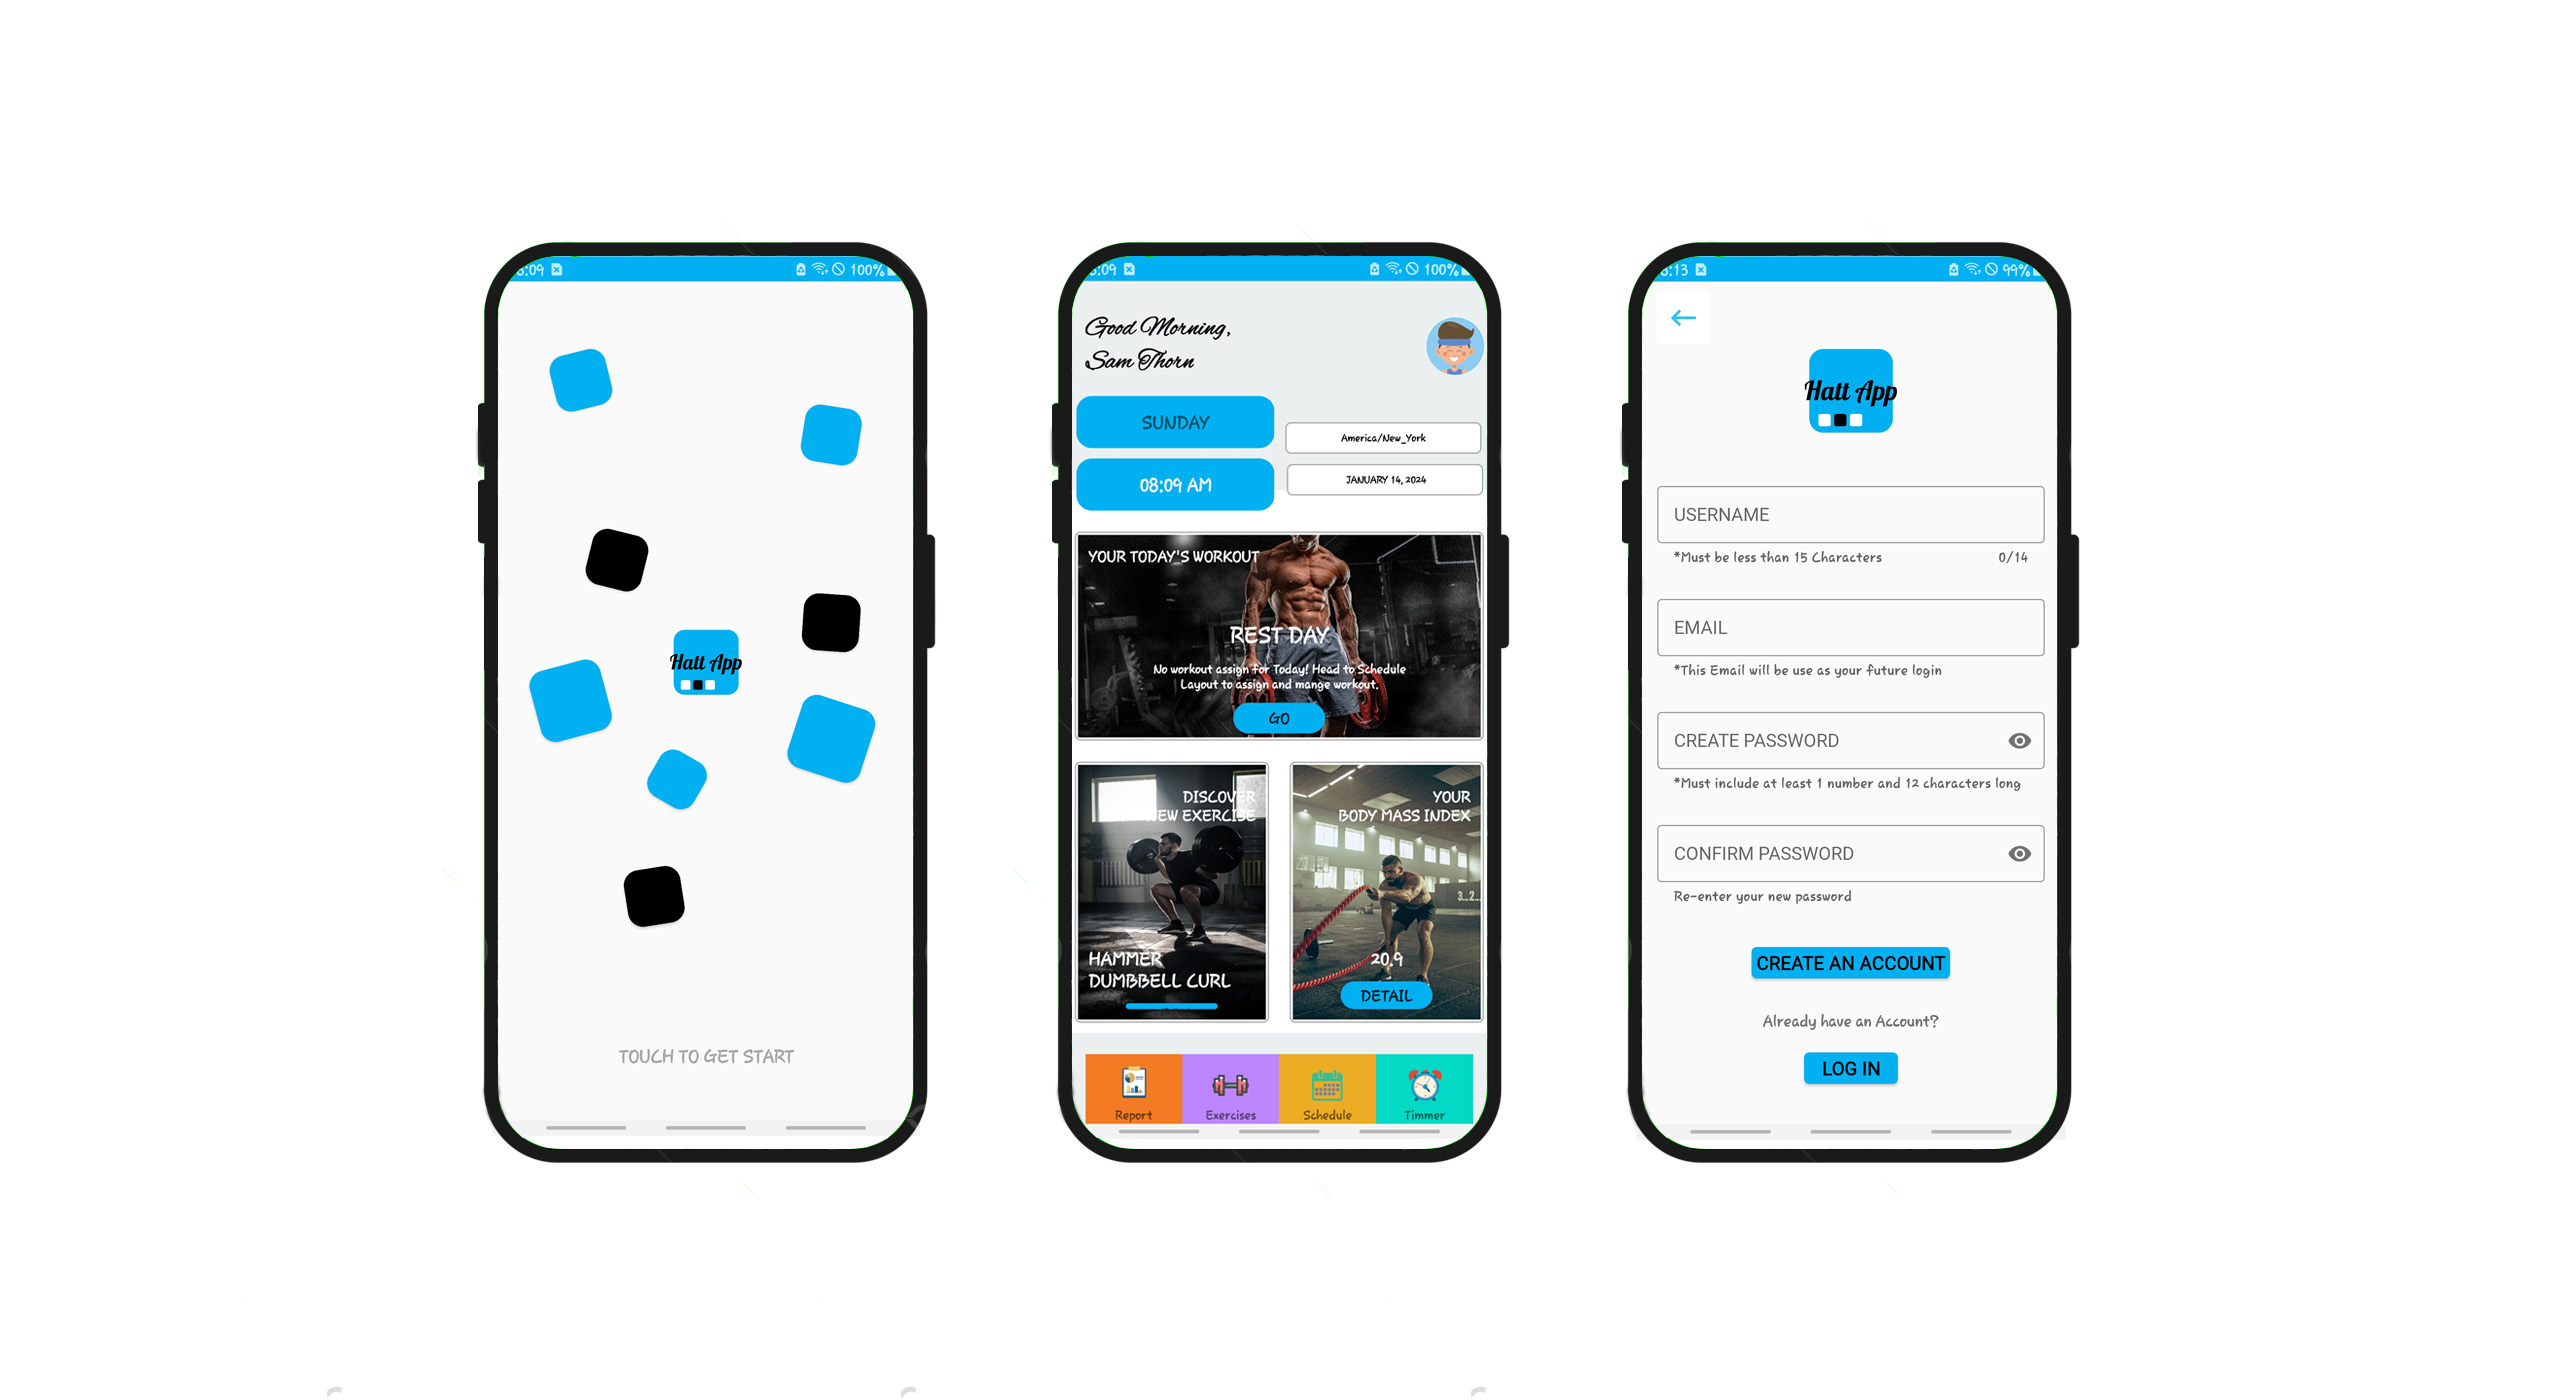 :09
100%
Hatt App
TOUCH TO GET START
:09
100%
Good Morning,
Sam Thorn
SUNDAY
America/New_York
08:09 AM
JANUARY 14, 2024
YOUR TODAY'S WORKOUT
REST DAY
No workout assign for Today! Head to Schedule
Layout to assign and mange workout.
GO
DISCOVER
NEW EXERCISE
HAMMER
DUMBBELL CURL
YOUR
BODY MASS INDEX
3...2...
20.9
DETAIL
Report
Exercises
Schedule
Timmer
:13
99%
Hatt App
USERNAME
*Must be less than 15 Characters
0/14
EMAIL
*This Email will be use as your future login
CREATE PASSWORD
*Must include at least 1 number and 12 characters long
CONFIRM PASSWORD
Re-enter your new password
CREATE AN ACCOUNT
Already have an Account?
LOG IN